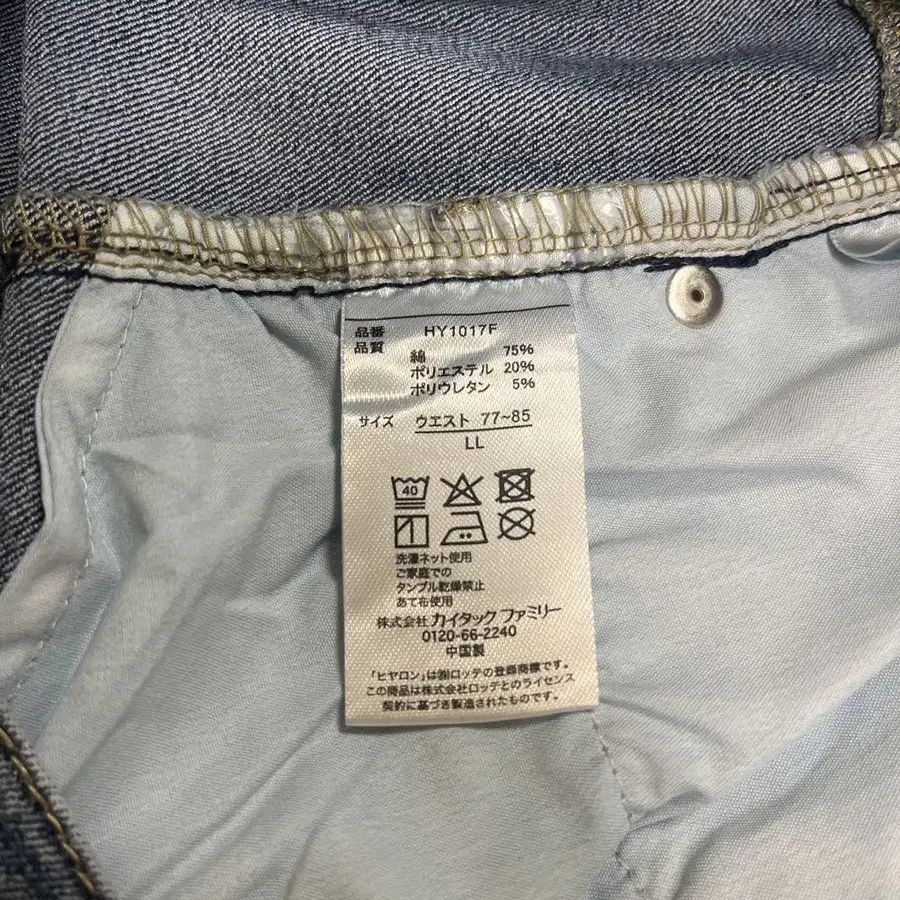 品番 HY1017F
品質 綿 75%
ポリエステル 20%
ポリウレタン 5%
サイズ ウエスト 77~85
LL
40
洗濯ネット使用
ご家庭での
タンブル乾燥禁止
あて布使用
株式会社 カイタック ファミリー
0120-66-2240
中国製
「ヒヤロン」は㈱ロッテの登録商標です。
この商品は株式会社ロッテとのライセンス
契約に基づき製造されたものです。